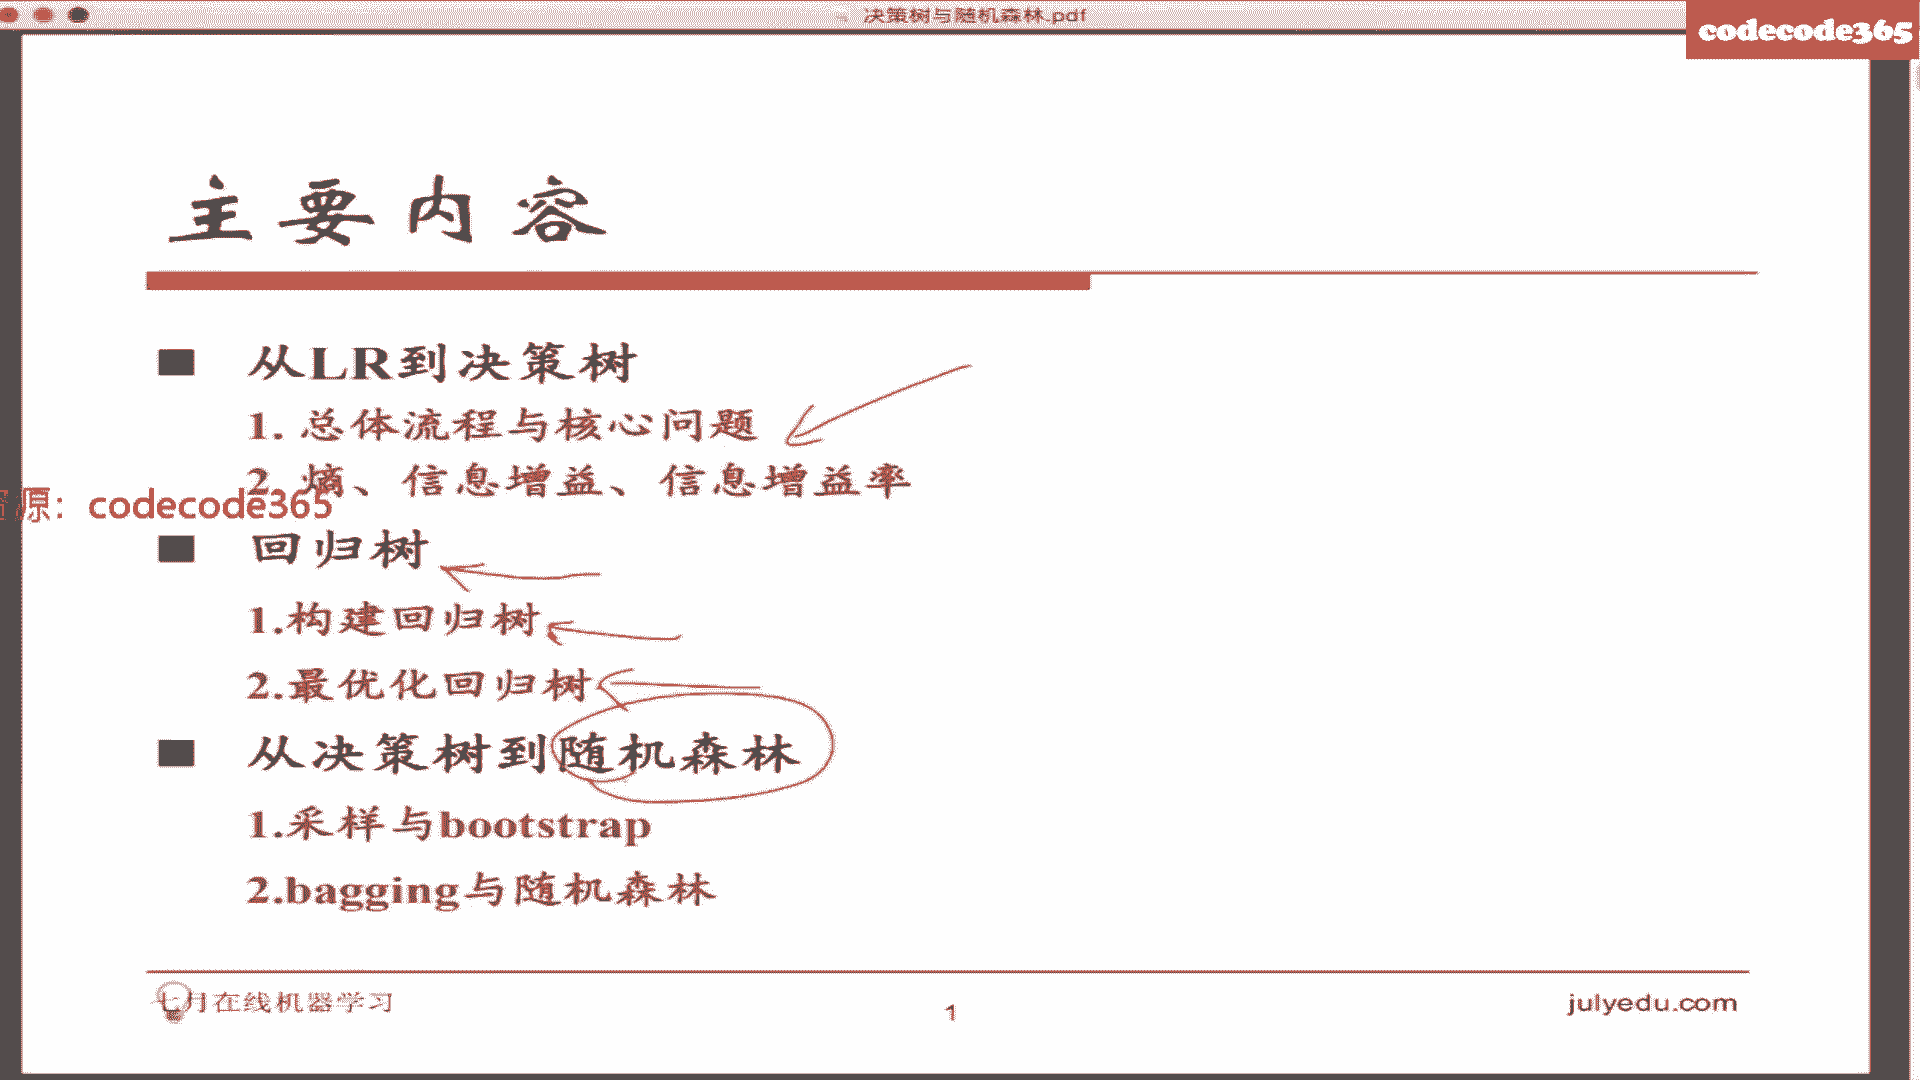 决策树与随机森林.pdf
codecode365
主要内容
从LR到决策树
1. 总体流程与核心问题
2. 熵、信息增益、信息增益率
源：codecode365
回归树
1.构建回归树
2.最优化回归树
从决策树到随机森林
1.采样与bootstrap
2.bagging与随机森林
七月在线机器学习
1
julyedu.com